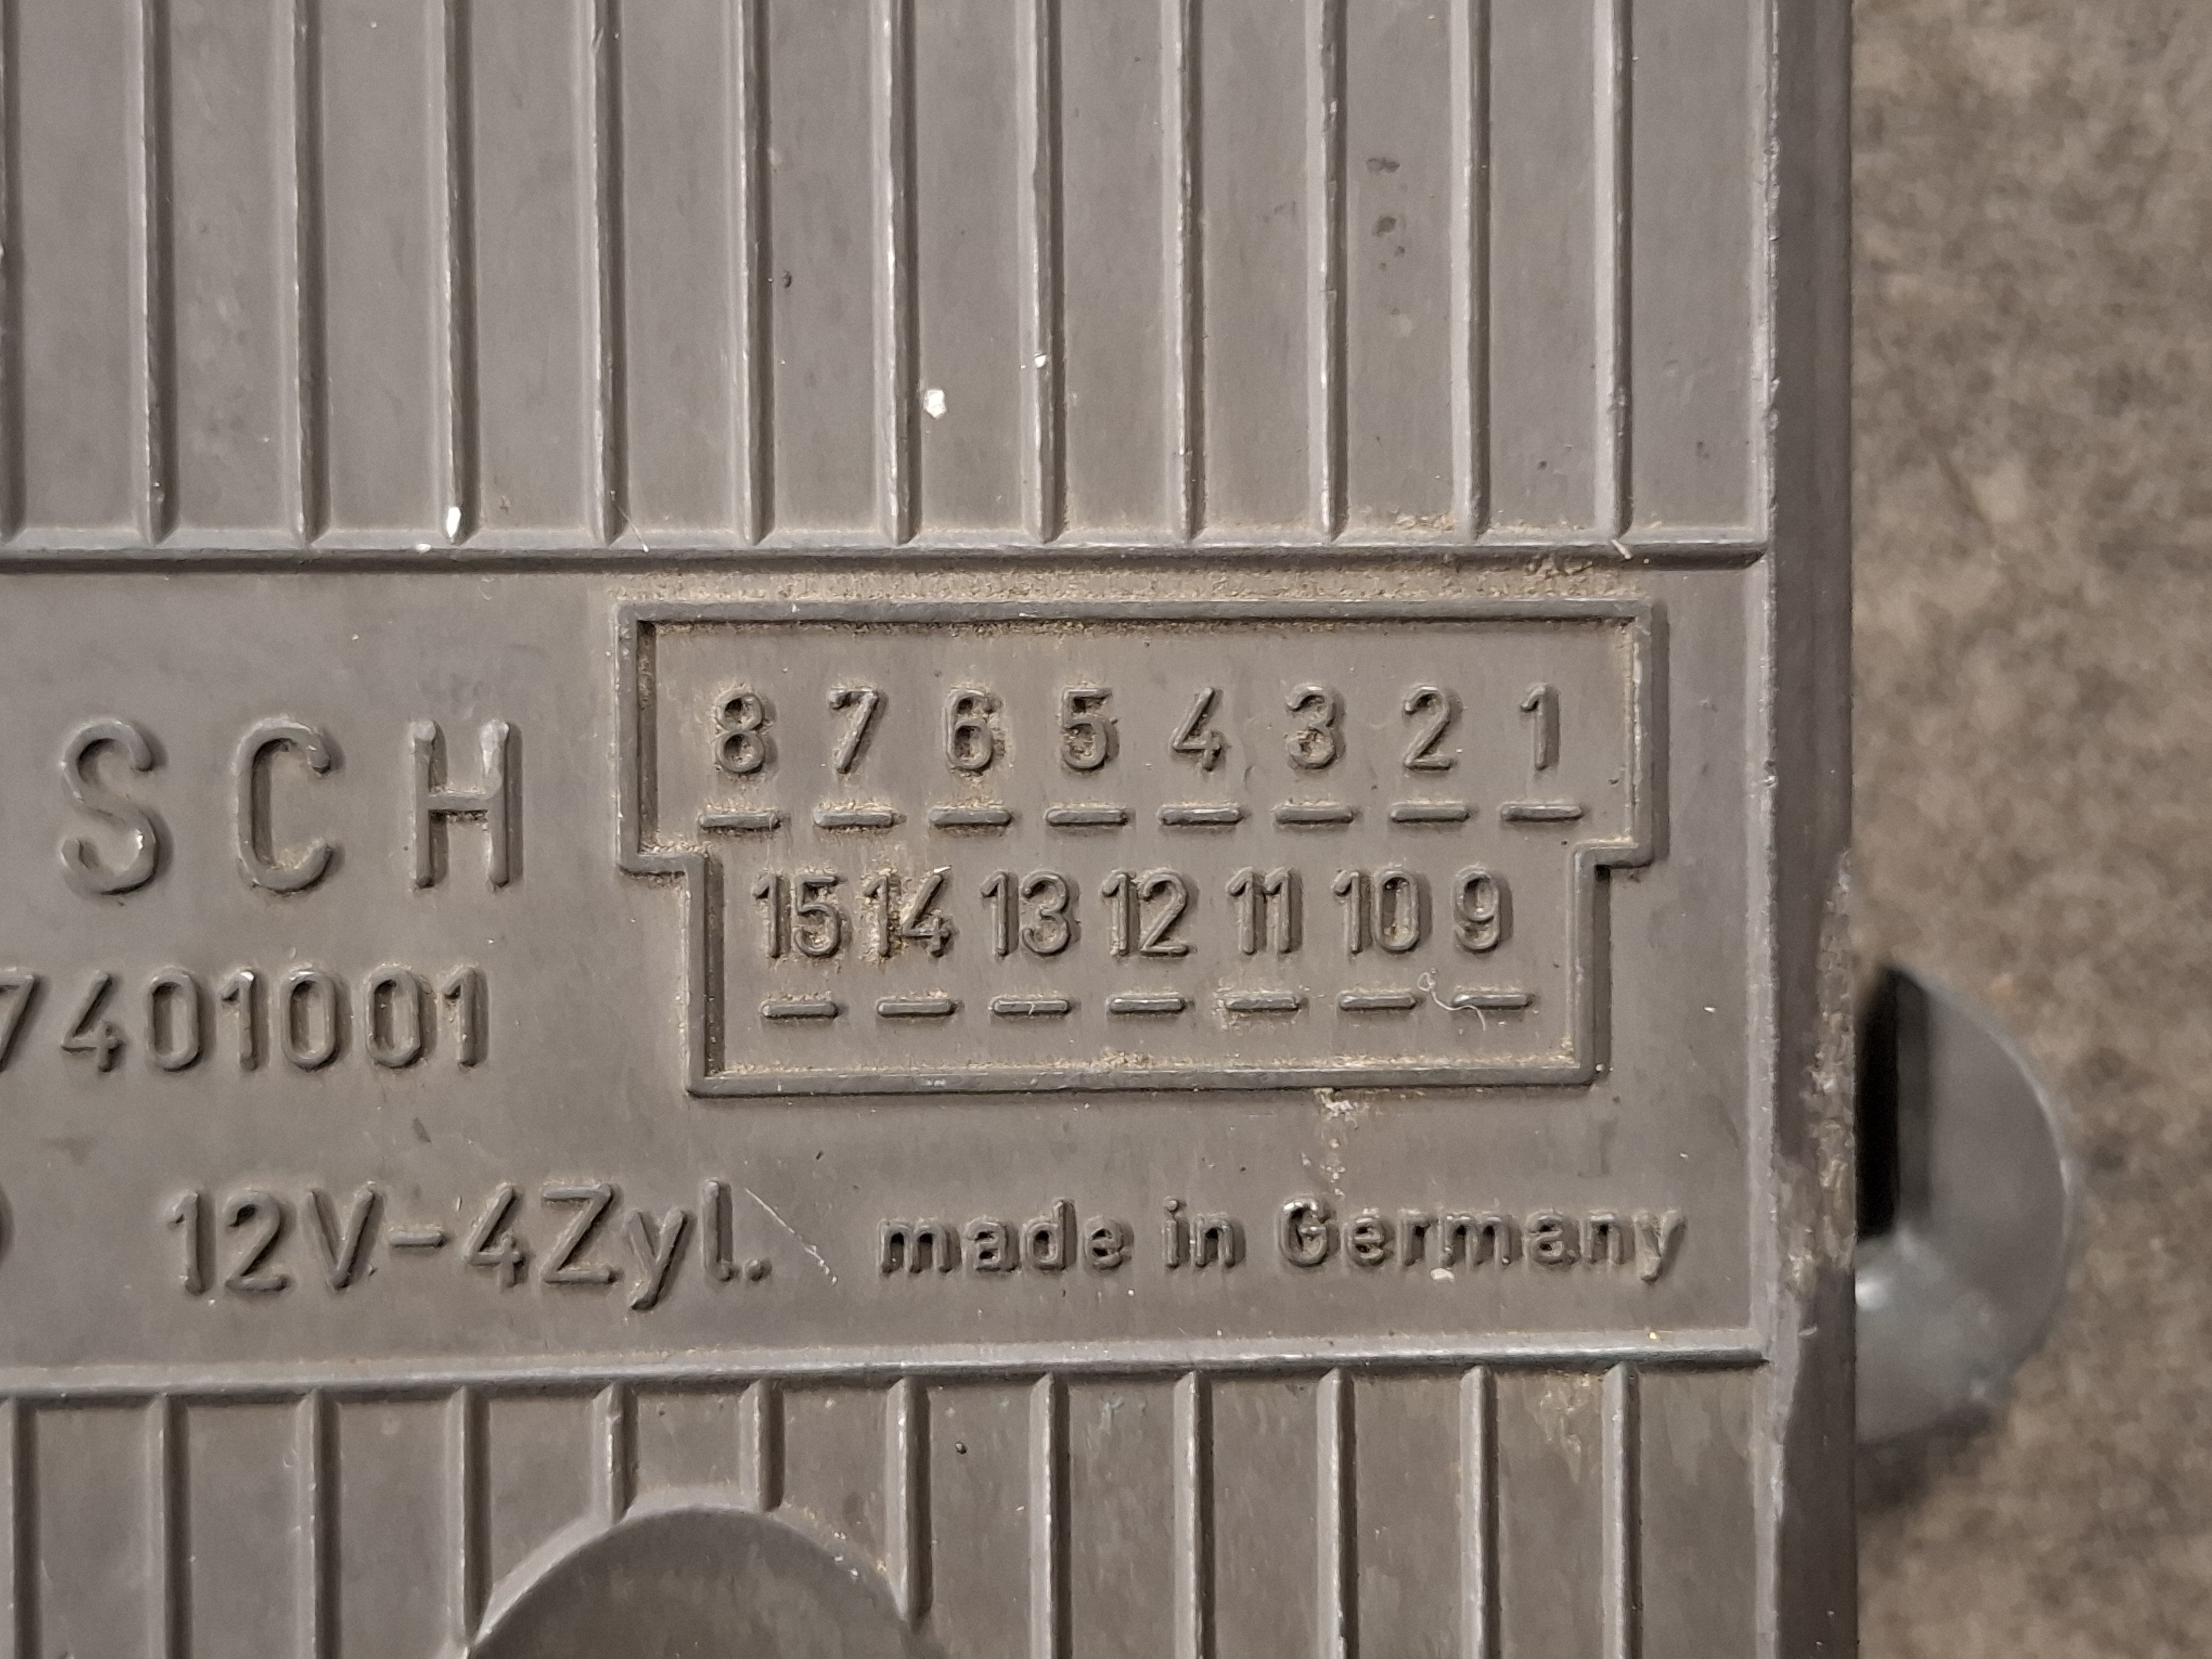 SCH
8 7 6 5 4 3 2 1
15 14 13 12 11 10 9
7401001
12V-4Zyl. made in Germany